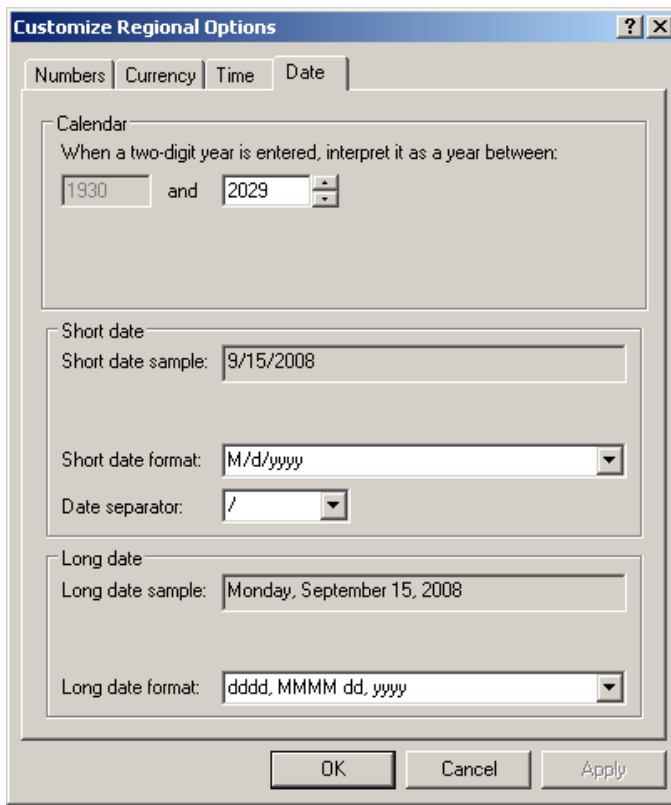 Customize Regional Options
Numbers Currency Time Date
Calendar
When a two-digit year is entered, interpret it as a year between:
1930 and 2029
Short date
Short date sample: 9/15/2008
Short date format: M/d/yyyy
Date separator: /
Long date
Long date sample: Monday, September 15, 2008
Long date format: dddd, MMMM dd, yyyy
OK Cancel Apply